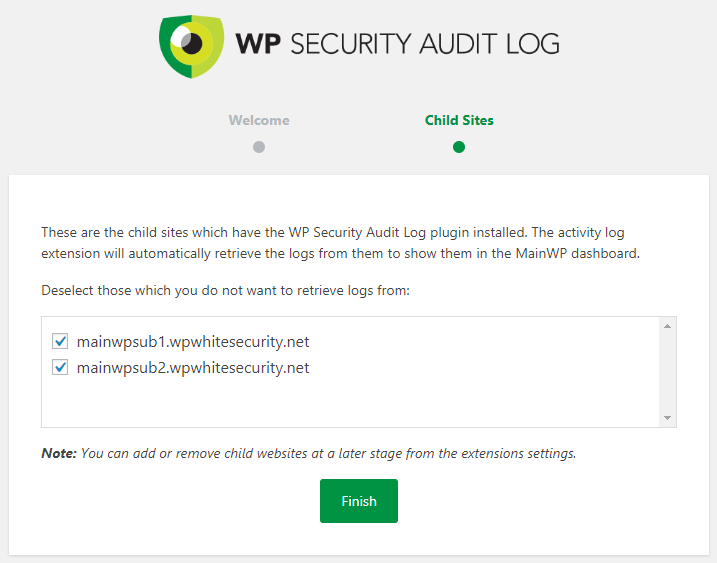 WP SECURITY AUDIT LOG
Welcome
Child Sites
These are the child sites which have the WP Security Audit Log plugin installed. The activity log
extension will automatically retrieve the logs from them to show them in the MainWP dashboard.
Deselect those which you do not want to retrieve logs from:
mainwpsub1.wpwhitesecurity.net
mainwpsub2.wpwhitesecurity.net
Note: You can add or remove child websites at a later stage from the extensions settings.
Finish